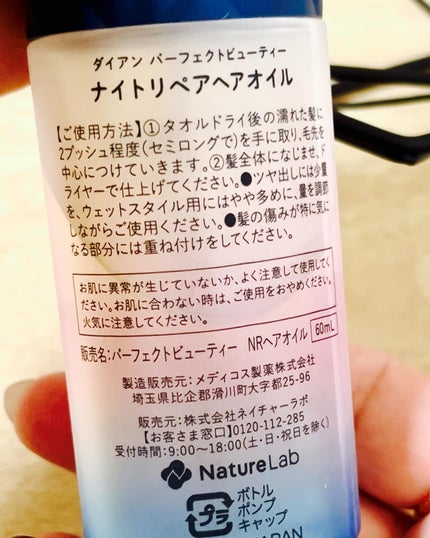 ダイアン パーフェクトビューティー
ナイトリペアヘアオイル
【ご使用方法】①タオルドライ後の濡れた髪に
2プッシュ程度(セミロングで)を手に取り、毛先を
中心につけていきます。②髪全体になじませ、ド
ライヤーで仕上げてください。●ツヤ出しには少量
を、ウェットスタイル用にはやや多めに、量を調節
しながらご使用ください。●髪の傷みが特に気に
なる部分には重ね付けをしてください。
お肌に異常が生じていないか、よく注意して使用してく
ださい。お肌に合わない時は、ご使用をおやめください。
火気に注意してください。
販売名:パーフェクトビューティー NRヘアオイル 60mL
製造販売元:メディコス製薬株式会社
埼玉県比企郡滑川町大字都25-96
販売元:株式会社ネイチャーラボ
【お客さま窓口】0120-112-285
受付時間:9:00〜18:00(土・日・祝日を除く)
NatureLab
プラ
ボトル
ポンプ
キャップ
JAPAN